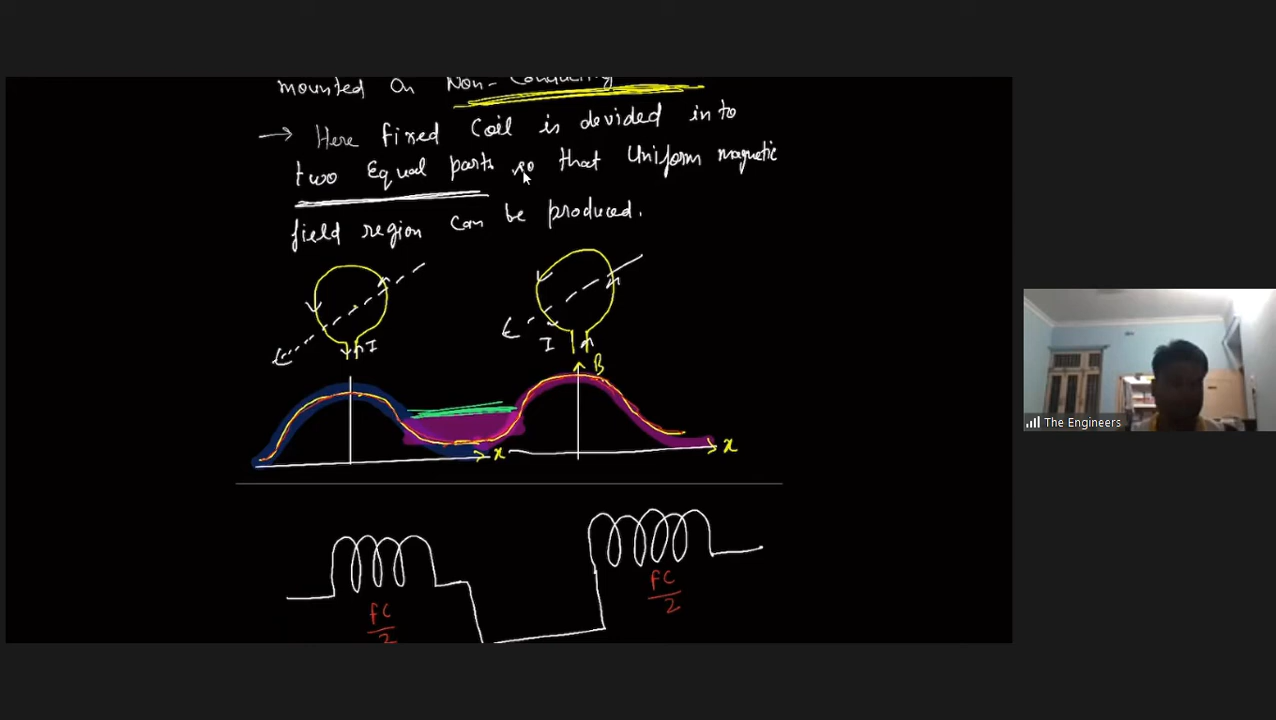 mounted on Non-Conducting
→ Here fixed Coil is devided in to
two Equal parts so that Uniform magnetic
field region can be produced.
I
I
B
x
x
fC/2
fC/2
The Engineers